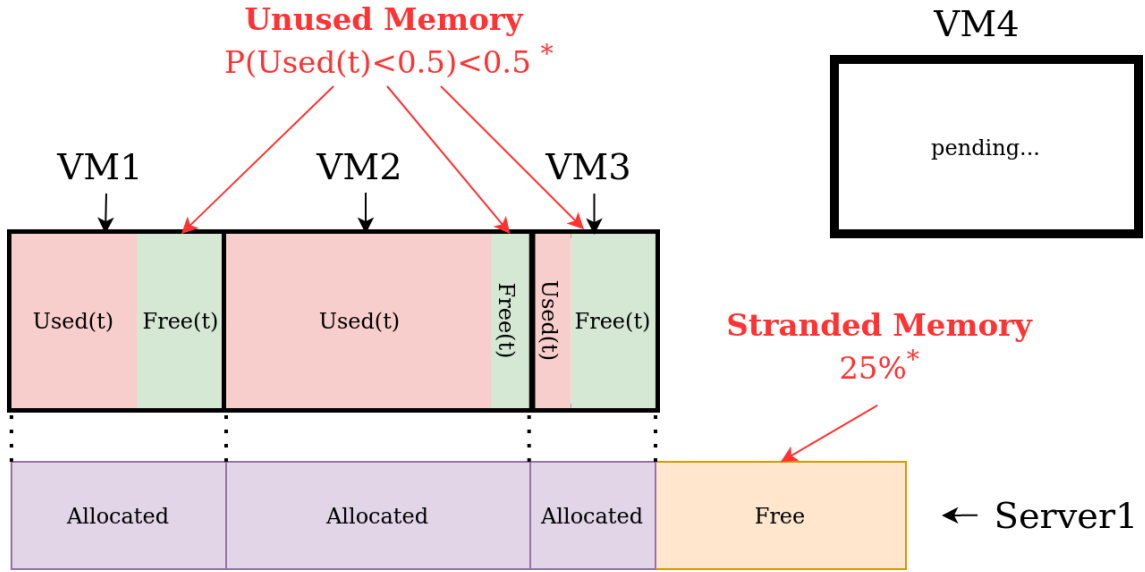 Unused Memory
P(Used(t)<0.5)<0.5 *
VM4
pending...
VM1
VM2
VM3
Used(t)
Free(t)
Used(t)
Free(t)
Used(t)
Free(t)
Stranded Memory
25%*
Allocated
Allocated
Allocated
Free
Server1